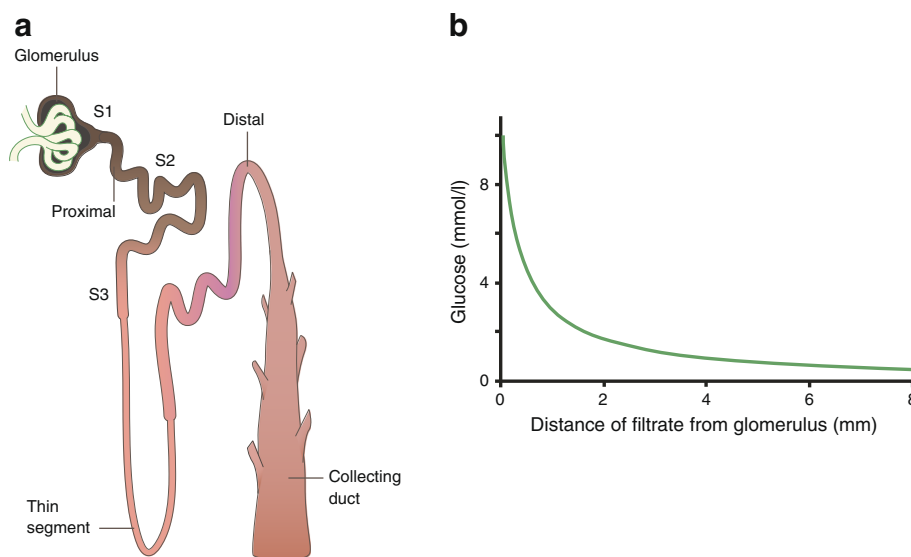 a
Glomerulus
S1
S2
Proximal
Distal
S3
Thin
segment
Collecting
duct
b
Glucose (mmol/l)
8
4
0
0 2 4 6 8
Distance of filtrate from glomerulus (mm)